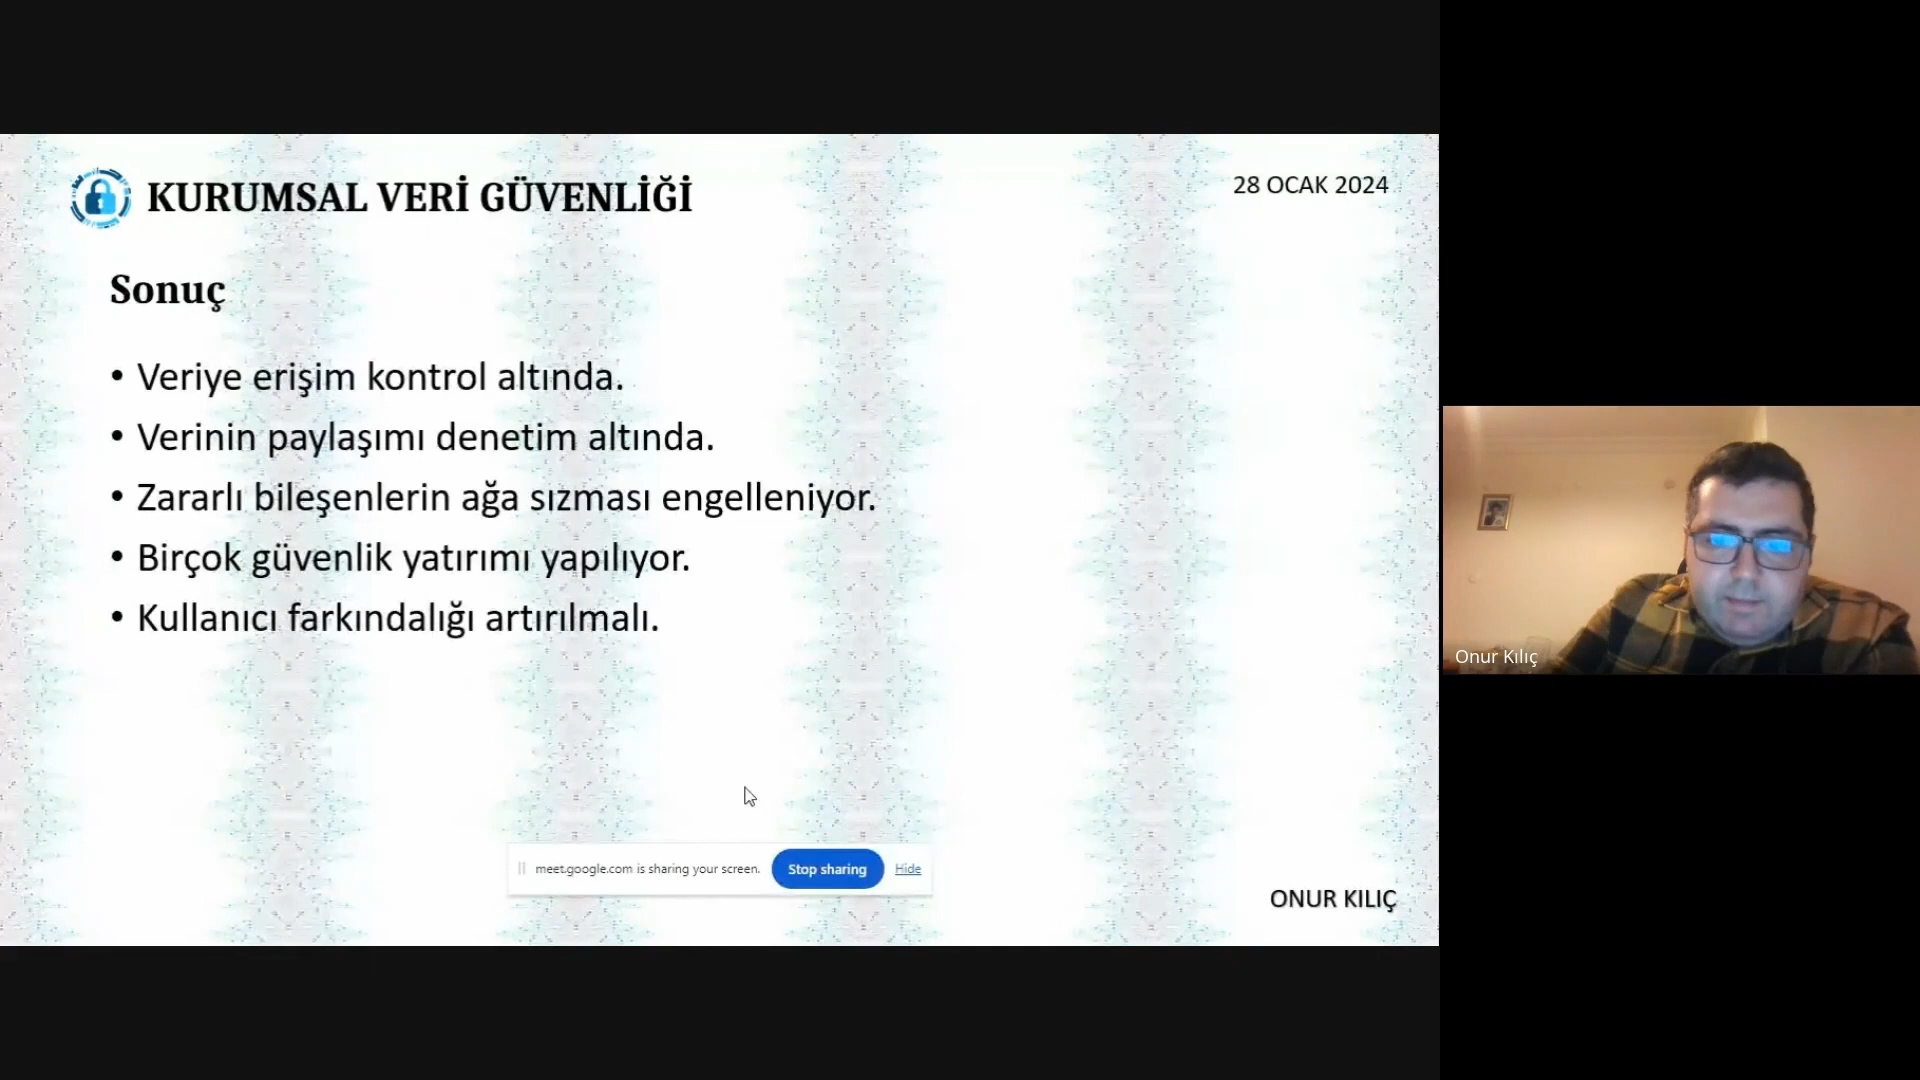 KURUMSAL VERİ GÜVENLİĞİ
28 OCAK 2024
Sonuç
• Veriye erişim kontrol altında.
• Verinin paylaşımı denetim altında.
• Zararlı bileşenlerin ağa sızması engelleniyor.
• Birçok güvenlik yatırımı yapılıyor.
• Kullanıcı farkındalığı artırılmalı.
Onur Kılıç
meet.google.com is sharing your screen. Stop sharing Hide
ONUR KILIÇ